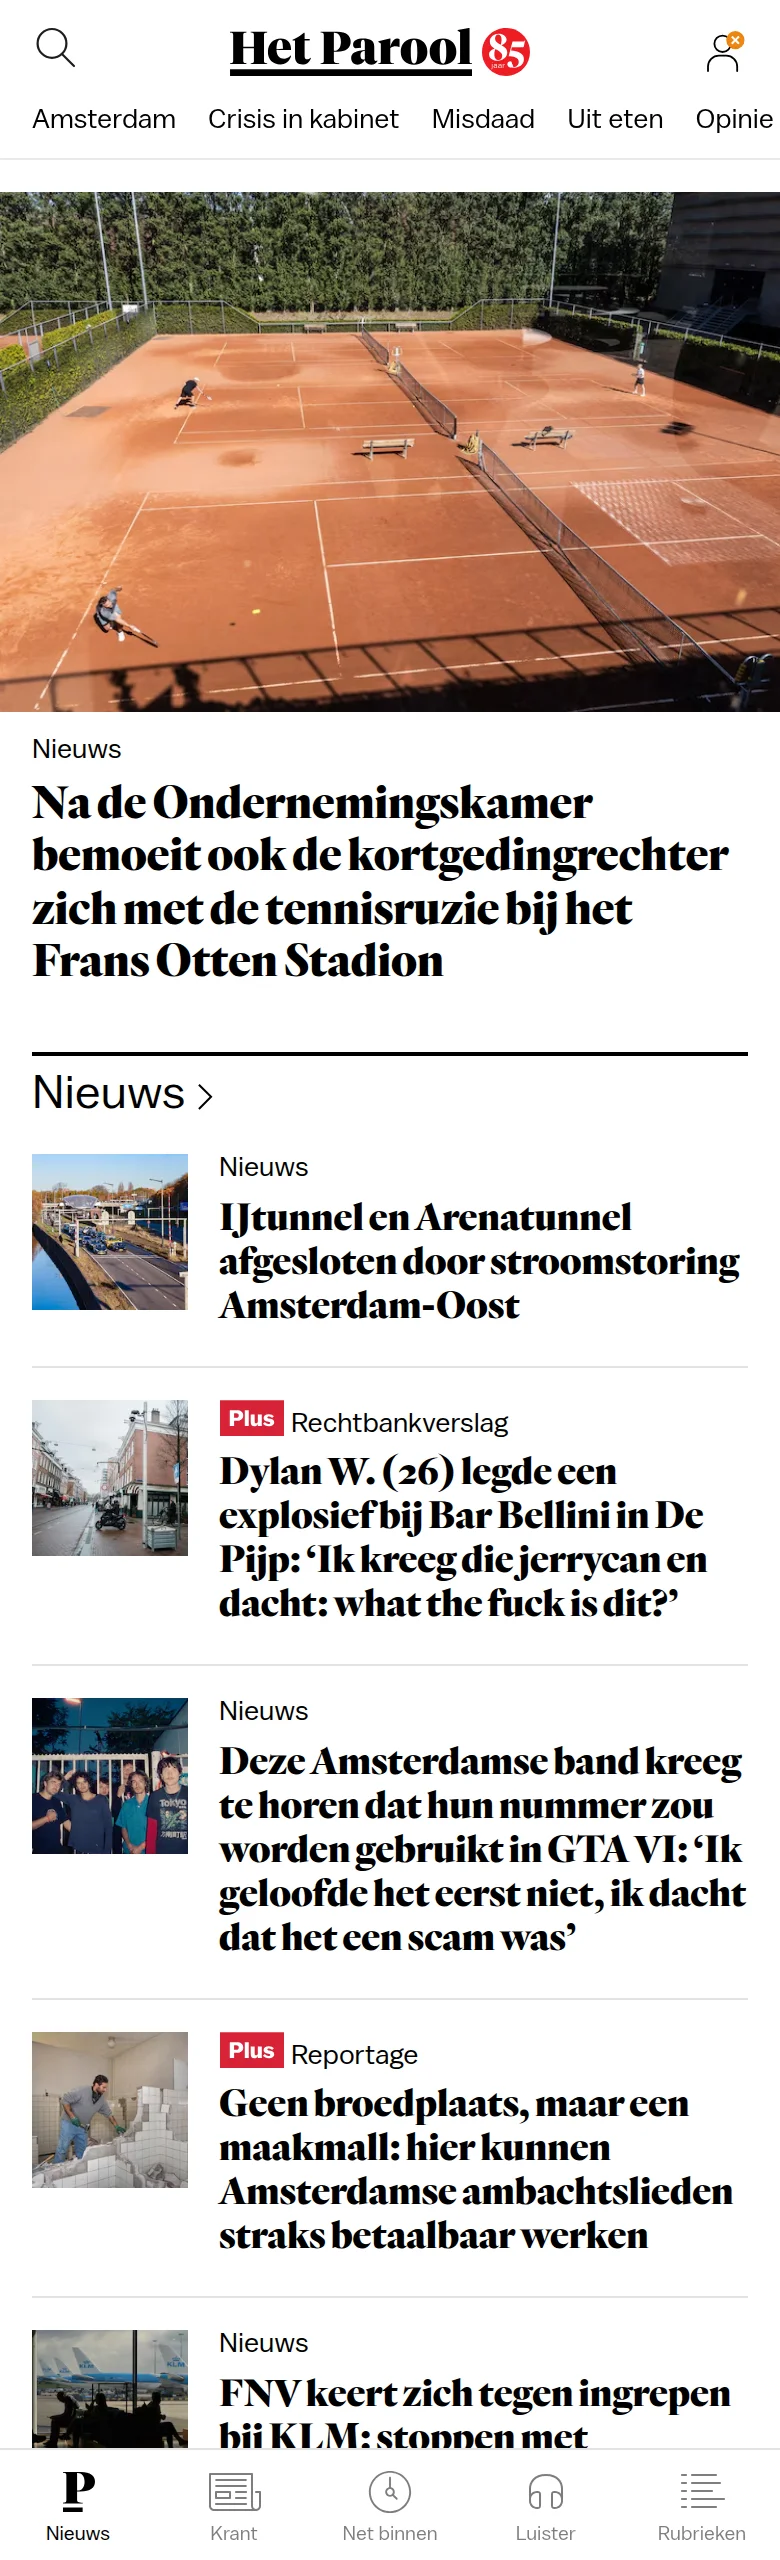 Het Parool 85 jaar
Amsterdam Crisis in kabinet Misdaad Uit eten Opinie
Nieuws
Na de Ondernemingskamer
bemoeit ook de kortgedingrechter
zich met de tennisruzie bij het
Frans Otten Stadion
Nieuws
Nieuws
IJtunnel en Arenatunnel
afgesloten door stroomstoring
Amsterdam-Oost
Plus Rechtbankverslag
Dylan W. (26) legde een
explosief bij Bar Bellini in De
Pijp: ‘Ik kreeg die jerrycan en
dacht: what the fuck is dit?’
Nieuws
Deze Amsterdamse band kreeg
te horen dat hun nummer zou
worden gebruikt in GTA VI: ‘Ik
geloofde het eerst niet, ik dacht
dat het een scam was’
Tokyo
Plus Reportage
Geen broedplaats, maar een
maakmall: hier kunnen
Amsterdamse ambachtslieden
straks betaalbaar werken
Nieuws
KLM
FNV keert zich tegen ingrepen
bij KLM: stoppen met
P
Nieuws Krant Net binnen Luister Rubrieken